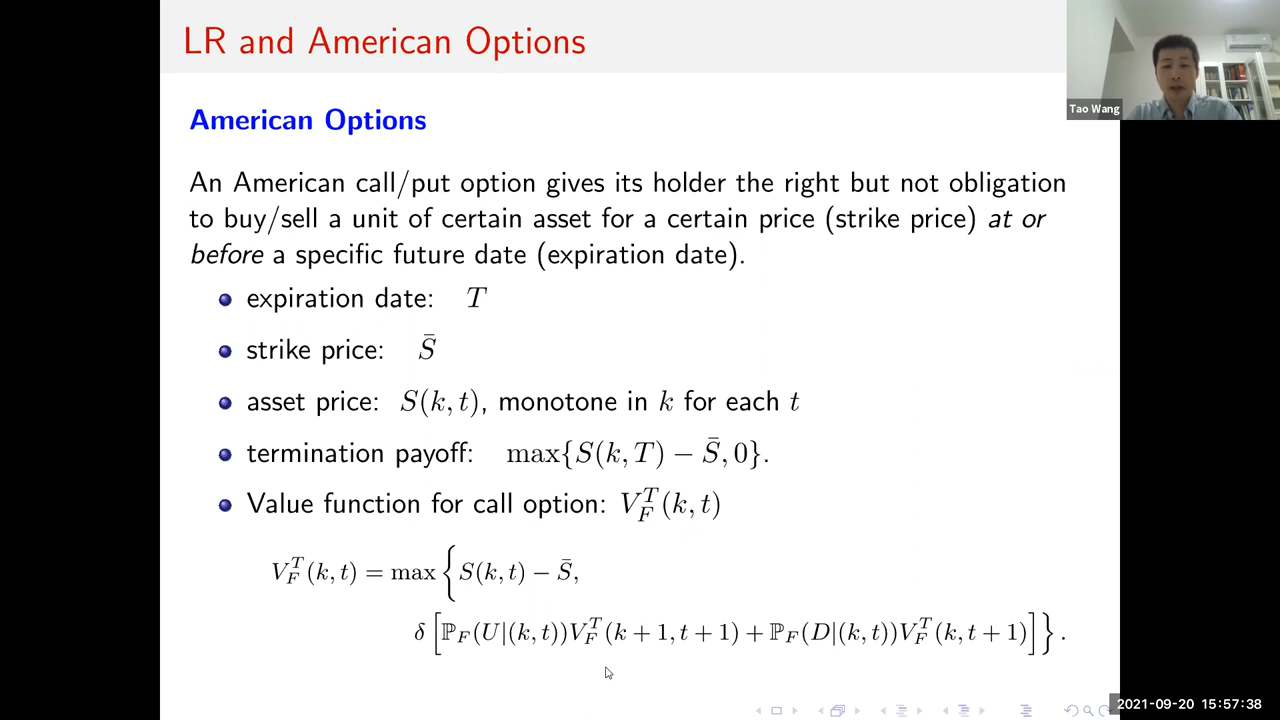 LR and American Options
Tao Wang
American Options
An American call/put option gives its holder the right but not obligation
to buy/sell a unit of certain asset for a certain price (strike price) at or
before a specific future date (expiration date).
expiration date: T
strike price: S̄
asset price: S(k, t), monotone in k for each t
termination payoff: max{S(k, T) − S̄, 0}.
Value function for call option: V_F^T(k, t)
V_F^T(k, t) = max { S(k, t) − S̄,
δ [ ℙ_F(U|(k, t))V_F^T(k + 1, t + 1) + ℙ_F(D|(k, t))V_F^T(k, t + 1) ] } .
2021-09-20 15:57:38